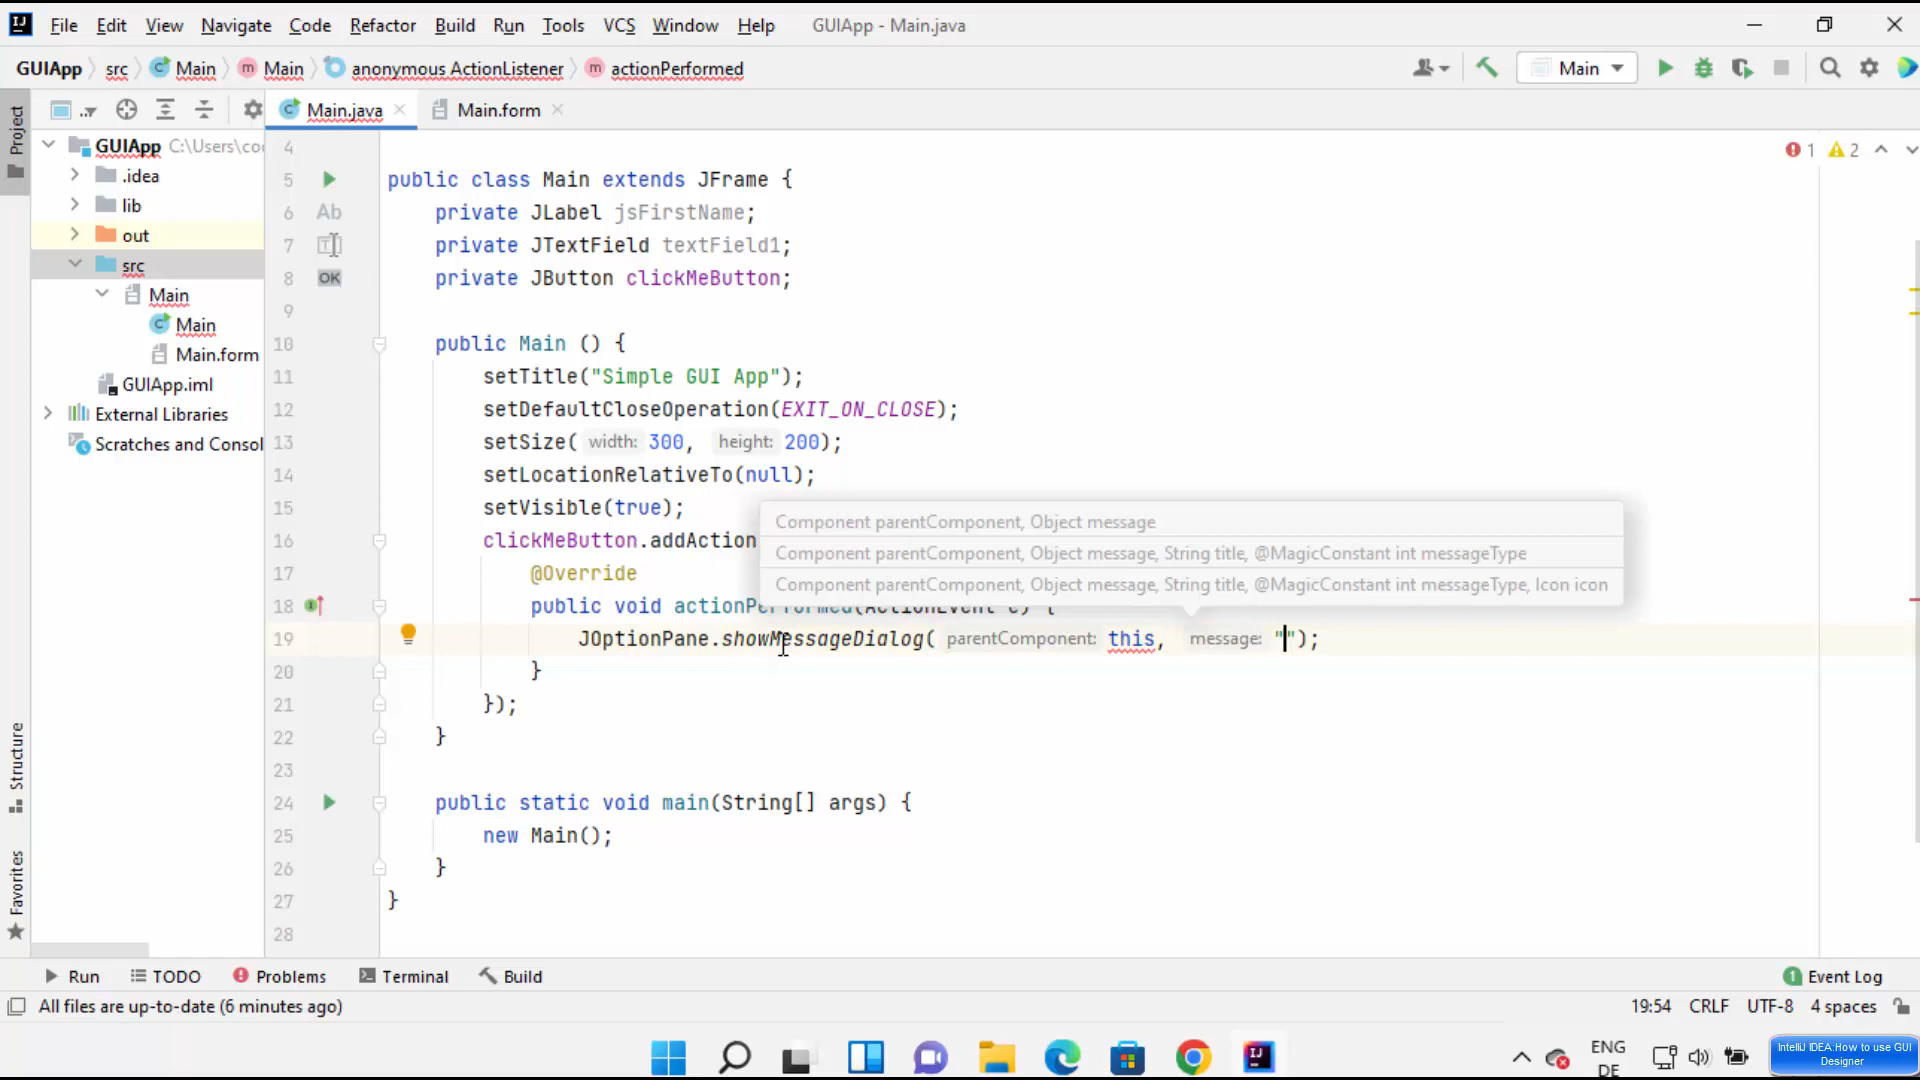 File Edit View Navigate Code Refactor Build Run Tools VCS Window Help GUIApp - Main.java
GUIApp src Main Main anonymous ActionListener actionPerformed Main
Project
Main.java Main.form
GUIApp C:\Users\co
.idea
lib
out
src
Main
Main
Main.form
GUIApp.iml
External Libraries
Scratches and Consol
1 2
4
5 public class Main extends JFrame {
6 Ab private JLabel jsFirstName;
7 private JTextField textField1;
8 OK private JButton clickMeButton;
9
10 public Main () {
11 setTitle("Simple GUI App");
12 setDefaultCloseOperation(EXIT_ON_CLOSE);
13 setSize( width: 300, height: 200);
14 setLocationRelativeTo(null);
15 setVisible(true);
16 clickMeButton.addAction
17 @Override
18 public void actionPerformed(ActionEvent e) {
19 JOptionPane.showMessageDialog( parentComponent: this, message: "");
20 }
21 });
22 }
23
24 public static void main(String[] args) {
25 new Main();
26 }
27 }
28
Component parentComponent, Object message
Component parentComponent, Object message, String title, @MagicConstant int messageType
Component parentComponent, Object message, String title, @MagicConstant int messageType, Icon icon
Structure
Favorites
Run TODO Problems Terminal Build 1 Event Log
All files are up-to-date (6 minutes ago) 19:54 CRLF UTF-8 4 spaces
ENG
DE
IntelliJ IDEA.How to use GUI
Designer